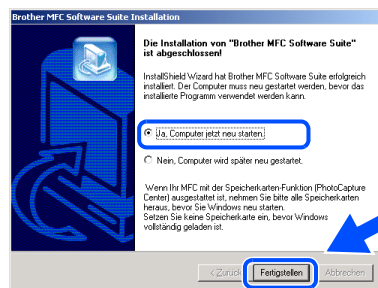 Brother MFC Software Suite Installation
Die Installation von "Brother MFC Software Suite"
ist abgeschlossen!
InstallShield Wizard hat Brother MFC Software Suite erfolgreich
installiert. Der Computer muss neu gestartet werden, bevor das
installierte Programm verwendet werden kann.
Ja, Computer jetzt neu starten.
Nein, Computer wird später neu gestartet.
Wenn Ihr MFC mit der Speicherkarten-Funktion (PhotoCapture
Center) ausgestattet ist, nehmen Sie bitte alle Speicherkarten
heraus, bevor Sie Windows neu starten.
Setzen Sie keine Speicherkarte ein, bevor Windows
vollständig geladen ist.
< Zurück Fertigstellen Abbrechen